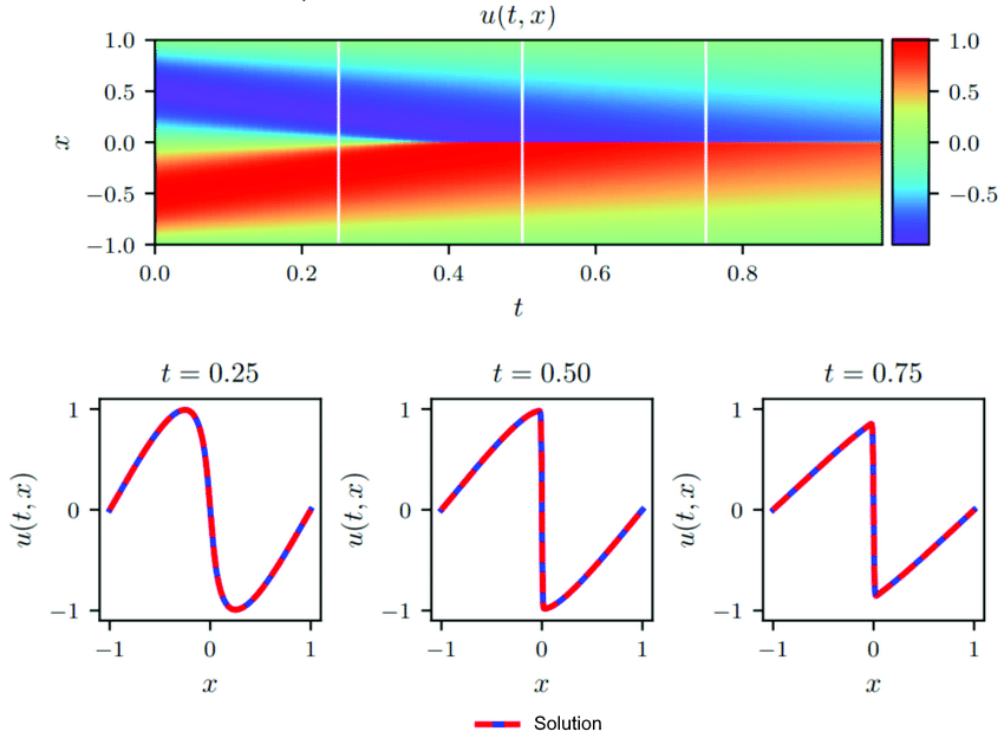 u(t, x)
1.0
0.5
0.0
−0.5
−1.0
x
0.0 0.2 0.4 0.6 0.8
t
1.0
0.5
0.0
−0.5
t = 0.25
1
0
−1
u(t, x)
−1 0 1
x
t = 0.50
1
0
−1
u(t, x)
−1 0 1
x
t = 0.75
1
0
−1
u(t, x)
−1 0 1
x
Solution